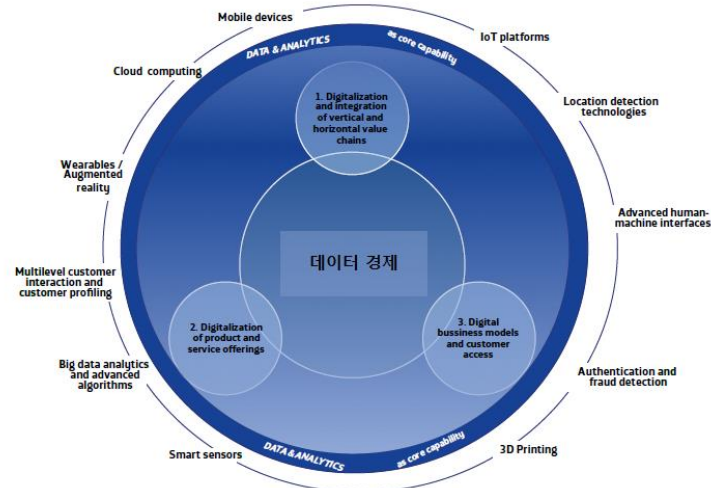 Mobile devices
IoT platforms
DATA & ANALYTICS
as core capability
Cloud computing
1. Digitalization
and integration
of vertical and
horizontal value
chains
Location detection
technologies
Wearables /
Augmented
reality
Advanced human-
machine interfaces
데이터 경제
Multilevel customer
interaction and
customer profiling
2. Digitalization
of product and
service offerings
3. Digital
bussiness models
and customer
access
Big data analytics
and advanced
algorithms
Authentication and
fraud detection
Smart sensors
DATA & ANALYTICS
as core capability
3D Printing